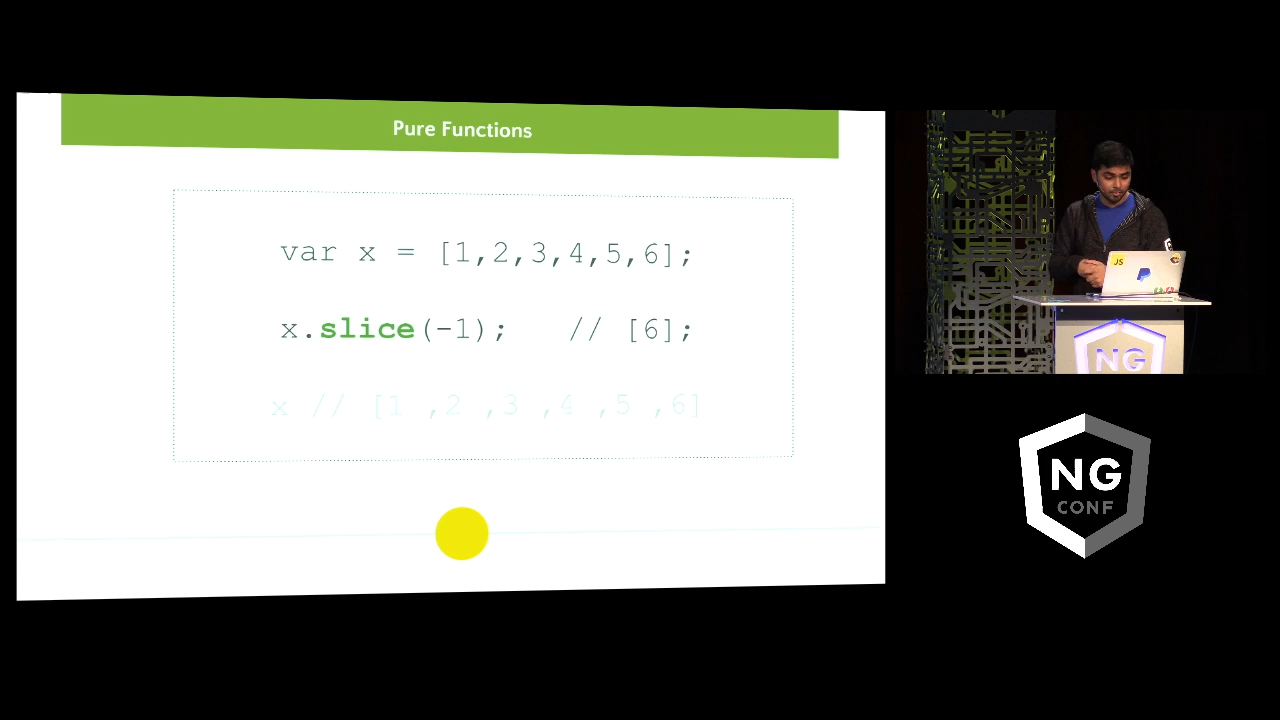 Pure Functions
var x = [1,2,3,4,5,6];
x.slice(-1);   // [6];
x // [1 ,2 ,3 ,4 ,5 ,6]
JS
NG
NG
CONF